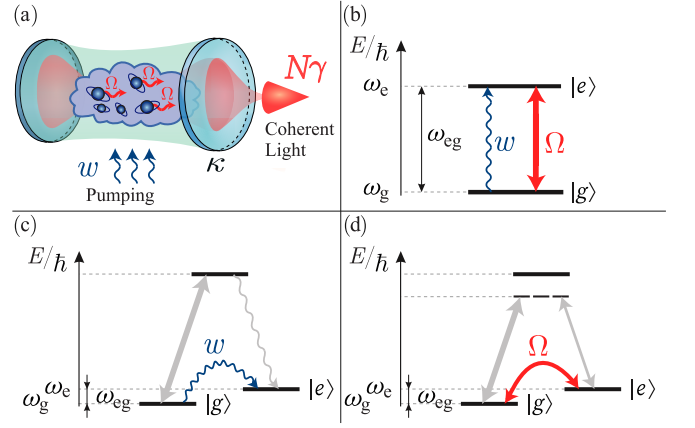 (a)
Ω
Ω
Ω
Nγ
Coherent
Light
w
Pumping
κ
(b)
E/ħ
ωe
|e⟩
ωeg
w
Ω
ωg
|g⟩
(c)
E/ħ
w
ωe
ωg
ωeg
|g⟩
|e⟩
(d)
E/ħ
Ω
ωe
ωg
ωeg
|g⟩
|e⟩